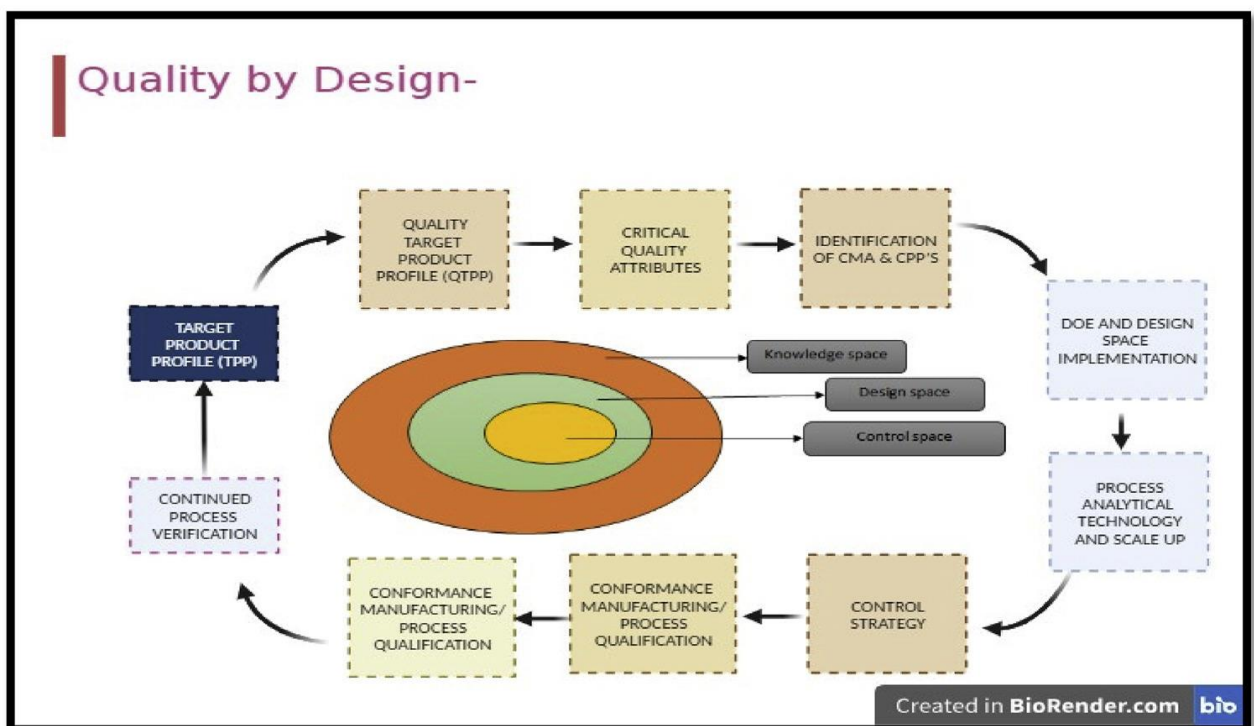 Quality by Design-
QUALITY
TARGET
PRODUCT
PROFILE (QTPP)
CRITICAL
QUALITY
ATTRIBUTES
IDENTIFICATION
OF CMA & CPP'S
DOE AND DESIGN
SPACE
IMPLEMENTATION
TARGET
PRODUCT
PROFILE (TPP)
Knowledge space
Design space
Control space
PROCESS
ANALYTICAL
TECHNOLOGY
AND SCALE UP
CONTINUED
PROCESS
VERIFICATION
CONFORMANCE
MANUFACTURING/
PROCESS
QUALIFICATION
CONFORMANCE
MANUFACTURING/
PROCESS
QUALIFICATION
CONTROL
STRATEGY
Created in BioRender.com bio